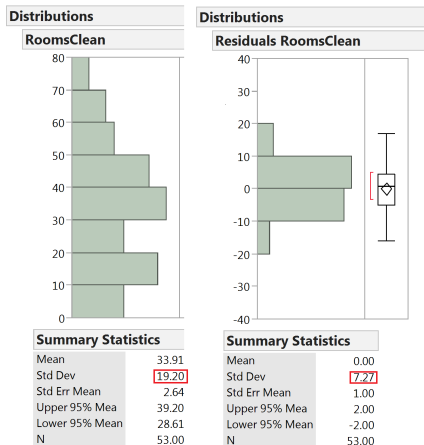 Distributions
RoomsClean
80
70
60
50
40
30
20
10
0
Summary Statistics
Mean 33.91
Std Dev 19.20
Std Err Mean 2.64
Upper 95% Mea 39.20
Lower 95% Mea 28.61
N 53.00
Distributions
Residuals RoomsClean
40
30
20
10
0
-10
-20
-30
-40
Summary Statistics
Mean 0.00
Std Dev 7.27
Std Err Mean 1.00
Upper 95% Mea 2.00
Lower 95% Mea -2.00
N 53.00